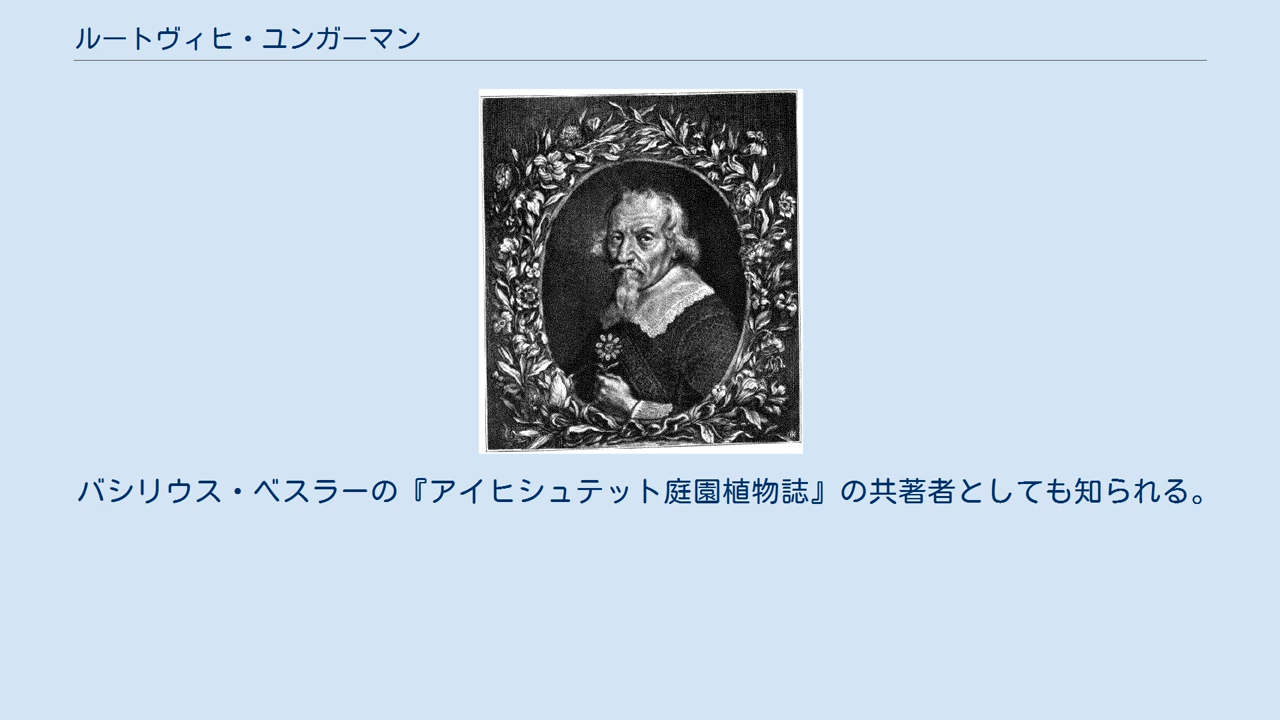 ルートヴィヒ・ユンガーマン
バシリウス・ベスラーの『アイヒシュテット庭園植物誌』の共著者としても知られる。